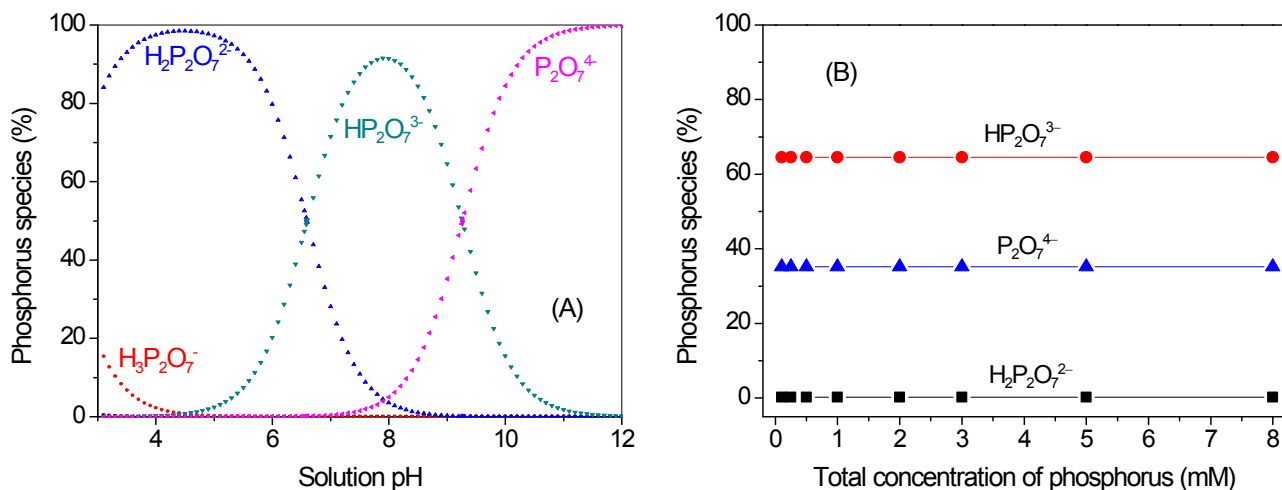 100
80
60
40
20
0
Phosphorus species (%)
H₂P₂O₇²⁻
HP₂O₇³⁻
P₂O₇⁴⁻
H₃P₂O₇⁻
(A)
4 6 8 10 12
Solution pH
100
80
60
40
20
0
Phosphorus species (%)
(B)
HP₂O₇³⁻
P₂O₇⁴⁻
H₂P₂O₇²⁻
0 1 2 3 4 5 6 7 8
Total concentration of phosphorus (mM)